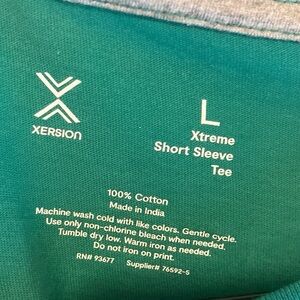 XERSION
L
Xtreme
Short Sleeve
Tee
100% Cotton
Made in India
Machine wash cold with like colors. Gentle cycle.
Use only non-chlorine bleach when needed.
Tumble dry low. Warm iron as needed.
Do not iron on print.
RN# 93677 Supplier# 76592-5